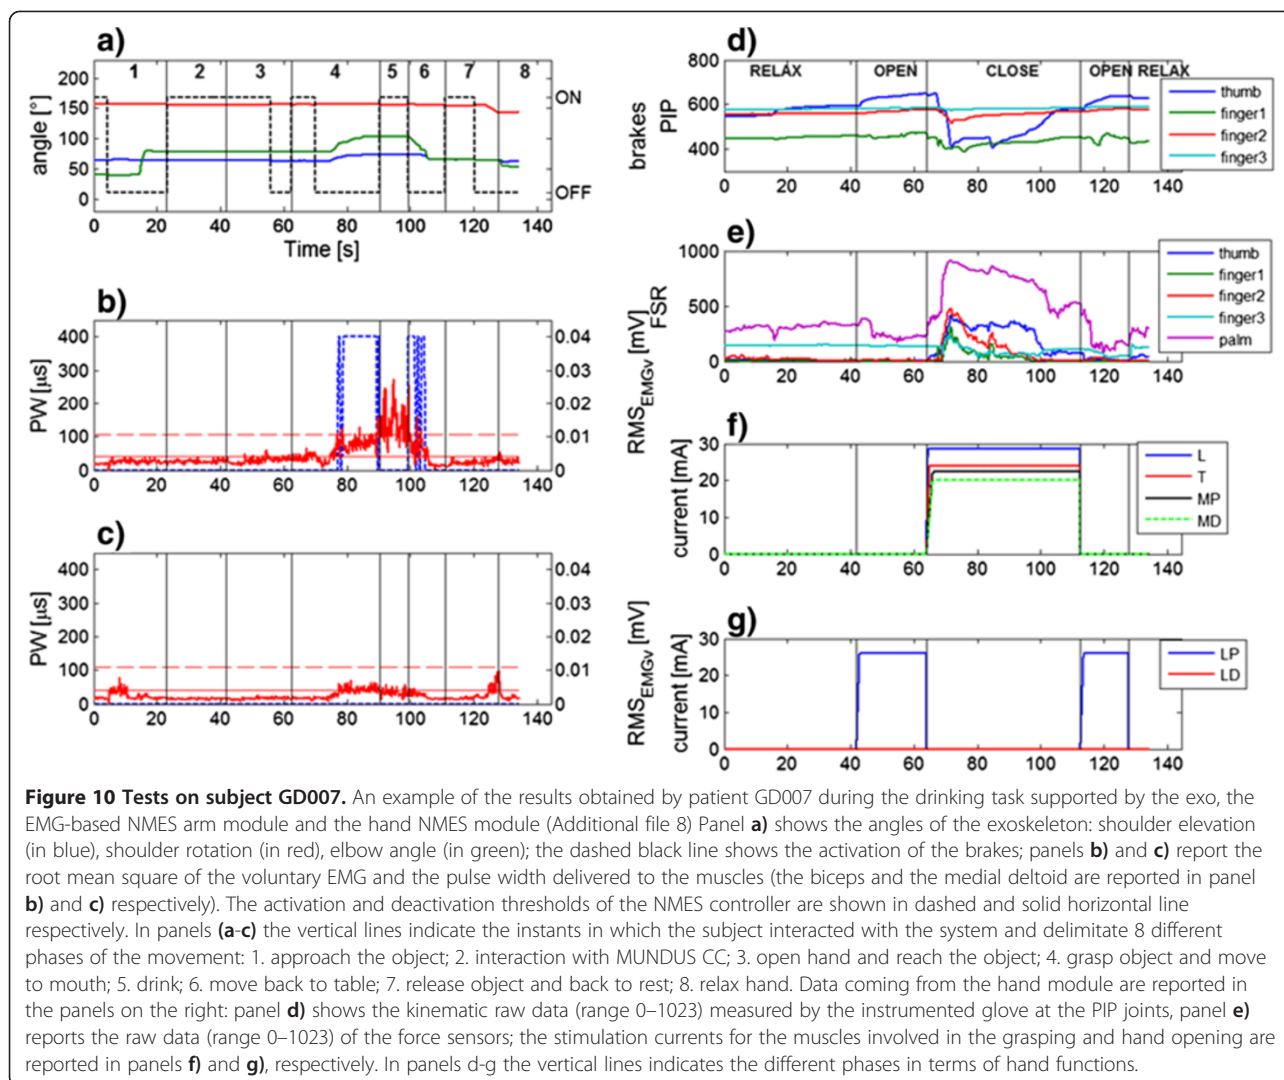 a)
1 2 3 4 5 6 7 8
200
150
100
50
0
angle [°]
ON
OFF
0 20 40 60 80 100 120 140
Time [s]
b)
400
300
200
100
0
PW [µs]
0.04
0.03
0.02
0.01
0
RMS_EMGv [mV]
0 20 40 60 80 100 120 140
c)
400
300
200
100
0
PW [µs]
0.04
0.03
0.02
0.01
0
RMS_EMGv [mV]
0 20 40 60 80 100 120 140
d)
RELAX OPEN CLOSE OPEN RELAX
800
600
400
brakes
PIP
thumb
finger1
finger2
finger3
0 20 40 60 80 100 120 140
e)
1000
500
0
FSR
thumb
finger1
finger2
finger3
palm
0 20 40 60 80 100 120 140
f)
30
20
10
0
current (mA)
L
T
MP
MD
0 20 40 60 80 100 120 140
g)
30
20
10
0
current (mA)
LP
LD
0 20 40 60 80 100 120 140
Figure 10 Tests on subject GD007. An example of the results obtained by patient GD007 during the drinking task supported by the exo, the
EMG-based NMES arm module and the hand NMES module (Additional file 8) Panel a) shows the angles of the exoskeleton: shoulder elevation
(in blue), shoulder rotation (in red), elbow angle (in green); the dashed black line shows the activation of the brakes; panels b) and c) report the
root mean square of the voluntary EMG and the pulse width delivered to the muscles (the biceps and the medial deltoid are reported in panel
b) and c) respectively). The activation and deactivation thresholds of the NMES controller are shown in dashed and solid horizontal line
respectively. In panels (a-c) the vertical lines indicate the instants in which the subject interacted with the system and delimitate 8 different
phases of the movement: 1. approach the object; 2. interaction with MUNDUS CC; 3. open hand and reach the object; 4. grasp object and move
to mouth; 5. drink; 6. move back to table; 7. release object and back to rest; 8. relax hand. Data coming from the hand module are reported in
the panels on the right: panel d) shows the kinematic raw data (range 0–1023) measured by the instrumented glove at the PIP joints, panel e)
reports the raw data (range 0–1023) of the force sensors; the stimulation currents for the muscles involved in the grasping and hand opening are
reported in panels f) and g), respectively. In panels d-g the vertical lines indicates the different phases in terms of hand functions.